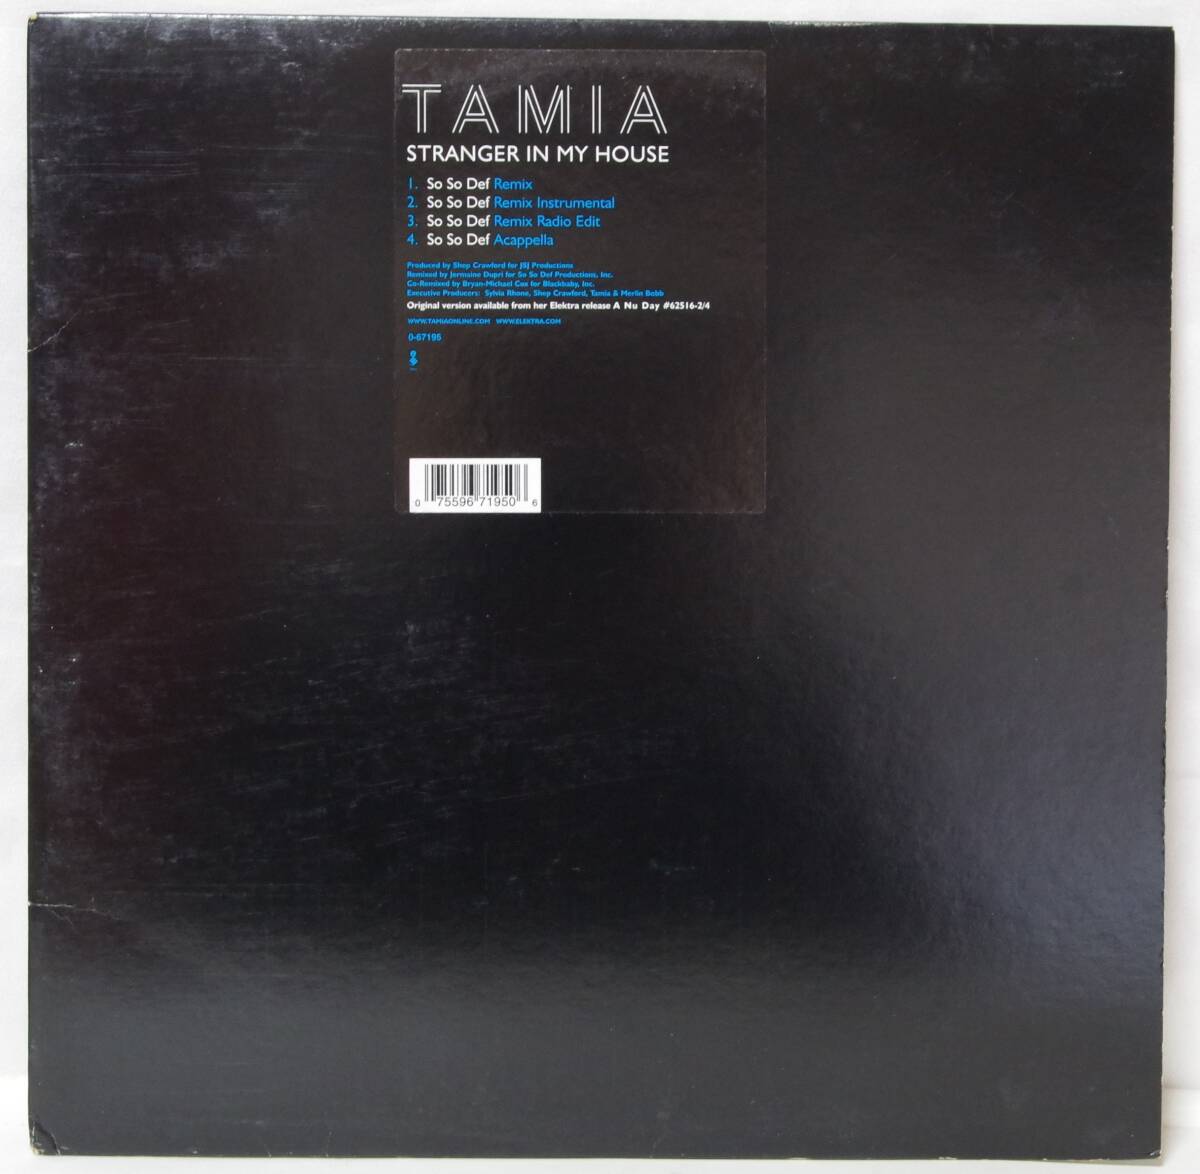 TAMIA
STRANGER IN MY HOUSE
1. So So Def Remix
2. So So Def Remix Instrumental
3. So So Def Remix Radio Edit
4. So So Def Acappella
Produced by Shep Crawford for JSJ Productions
Remixed by Jermaine Dupri for So So Def Productions, Inc.
Co-Remixed by Bryan-Michael Cox for Blackbaby, Inc.
Executive Producers: Sylvia Rhone, Shep Crawford, Tamia & Merlin Bobb
Original version available from her Elektra release A Nu Day #62516-2/4
WWW.TAMIAONLINE.COM WWW.ELEKTRA.COM
0-67195
0 75596 71950 6